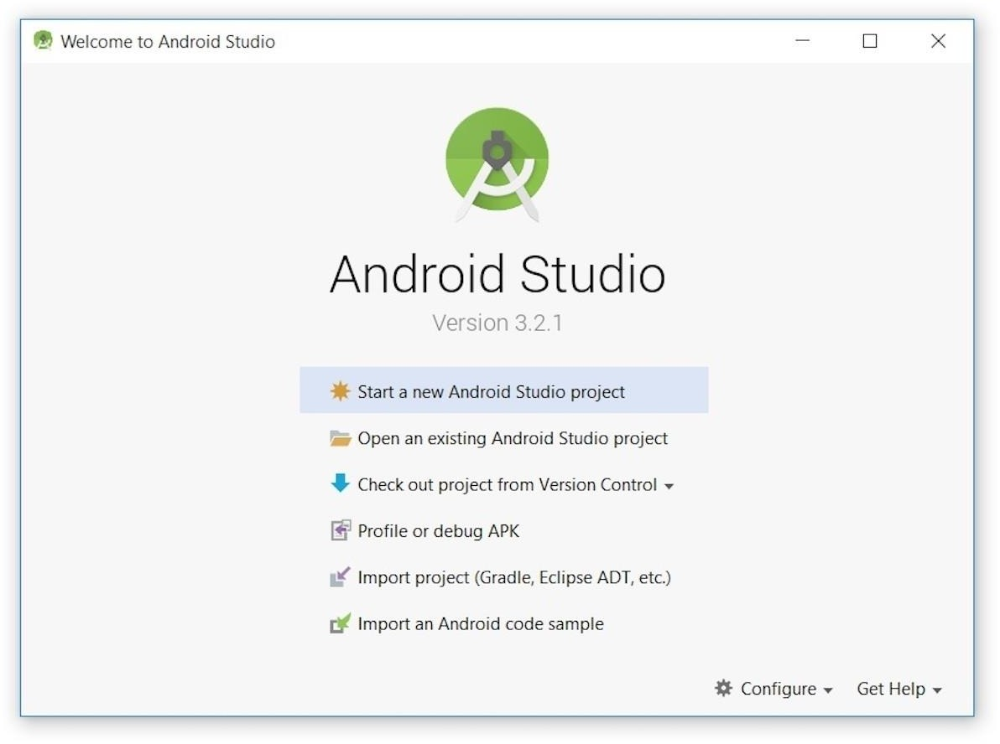 Welcome to Android Studio
Android Studio
Version 3.2.1
Start a new Android Studio project
Open an existing Android Studio project
Check out project from Version Control
Profile or debug APK
Import project (Gradle, Eclipse ADT, etc.)
Import an Android code sample
Configure Get Help